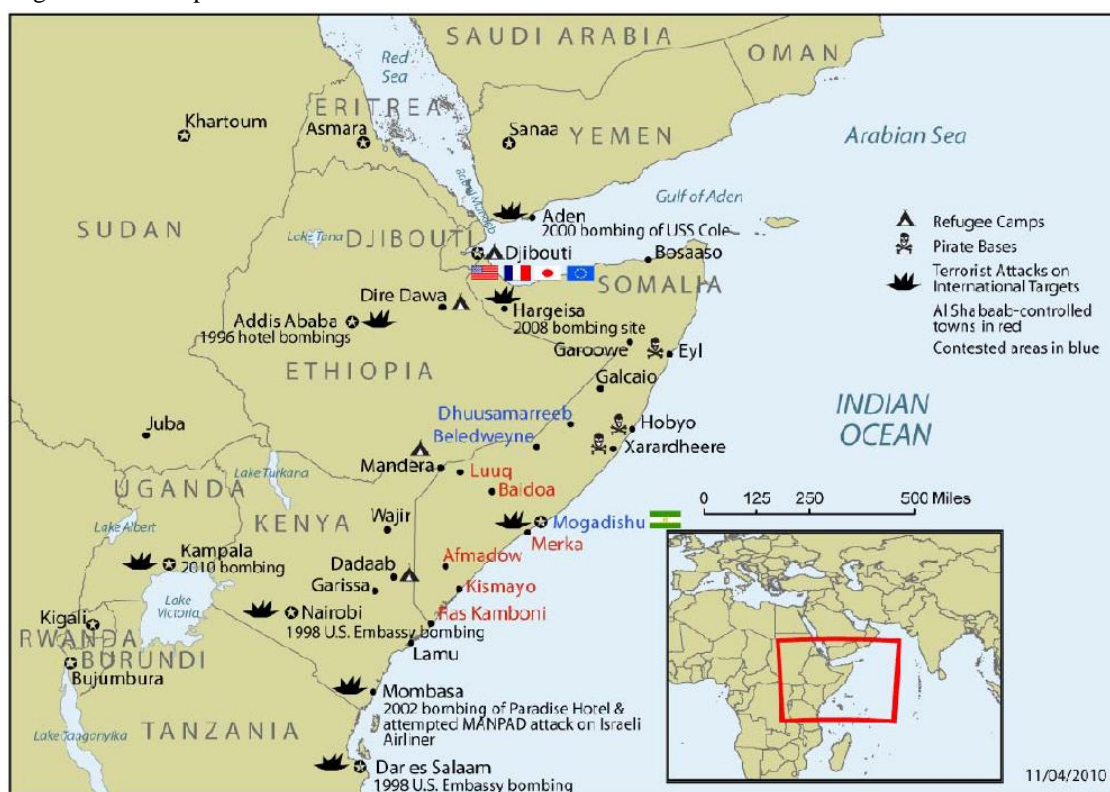 SAUDI ARABIA
OMAN
Red
Sea
ERITREA
Khartoum
Asmara
Sanaa
YEMEN
Arabian Sea
Gulf of Aden
SUDAN
Lake Tana
Aden
2000 bombing of USS Cole
DJIBOUTI
Djibouti
Bosaaso
SOMALIA
Refugee Camps
Pirate Bases
Terrorist Attacks on
International Targets
Al Shabaab-controlled
towns in red
Contested areas in blue
Dire Dawa
Hargeisa
2008 bombing site
Addis Ababa
1996 hotel bombings
Garoowe
Eyl
ETHIOPIA
Galcaio
Dhuusamarreeb
Beledweyne
Hobyo
Xarardheere
INDIAN
OCEAN
Juba
Mandera
Luuq
Baidoa
Lake Turkana
UGANDA
KENYA
Wajir
Mogadishu
Merka
0 125 250 500 Miles
Lake Albert
Kampala
2010 bombing
Dadaab
Garissa
Afmadow
Kismayo
Ras Kamboni
Lake
Victoria
Nairobi
1998 U.S. Embassy bombing
Lamu
Kigali
RWANDA
BURUNDI
Bujumbura
Mombasa
2002 bombing of Paradise Hotel &
attempted MANPAD attack on Israeli
Airliner
TANZANIA
Lake Tanganyika
Dar es Salaam
1998 U.S. Embassy bombing
11/04/2010